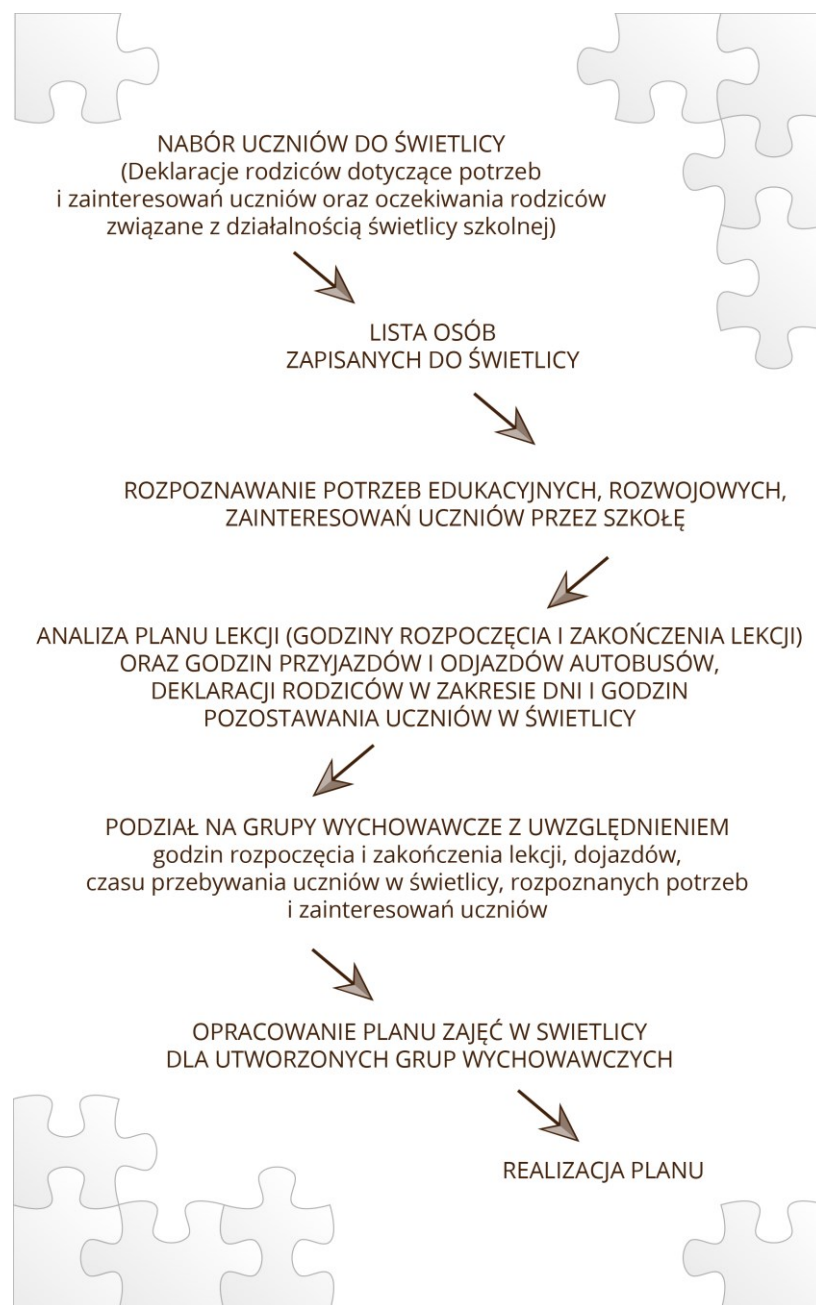 NABÓR UCZNIÓW DO ŚWIETLICY
(Deklaracje rodziców dotyczące potrzeb
i zainteresowań uczniów oraz oczekiwania rodziców
związane z działalnością świetlicy szkolnej)
LISTA OSÓB
ZAPISANYCH DO ŚWIETLICY
ROZPOZNAWANIE POTRZEB EDUKACYJNYCH, ROZWOJOWYCH,
ZAINTERESOWAŃ UCZNIÓW PRZEZ SZKOŁĘ
ANALIZA PLANU LEKCJI (GODZINY ROZPOCZĘCIA I ZAKOŃCZENIA LEKCJI)
ORAZ GODZIN PRZYJAZDÓW I ODJAZDÓW AUTOBUSÓW,
DEKLARACJI RODZICÓW W ZAKRESIE DNI I GODZIN
POZOSTAWANIA UCZNIÓW W ŚWIETLICY
PODZIAŁ NA GRUPY WYCHOWAWCZE Z UWZGLĘDNIENIEM
godzin rozpoczęcia i zakończenia lekcji, dojazdów,
czasu przebywania uczniów w świetlicy, rozpoznanych potrzeb
i zainteresowań uczniów
OPRACOWANIE PLANU ZAJĘĆ W SWIETLICY
DLA UTWORZONYCH GRUP WYCHOWAWCZYCH
REALIZACJA PLANU